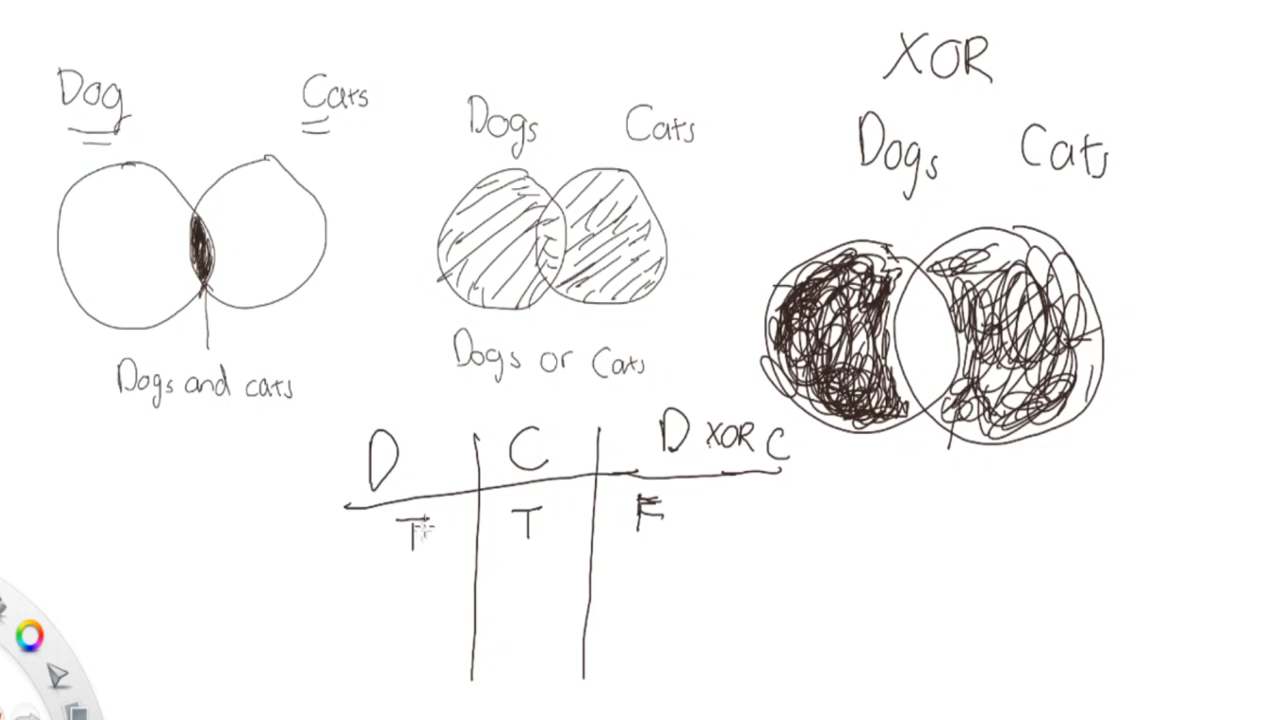 Dog Cats
Dogs and cats
Dogs Cats
Dogs or Cats
XOR
Dogs Cats
D C D XOR C
T T F